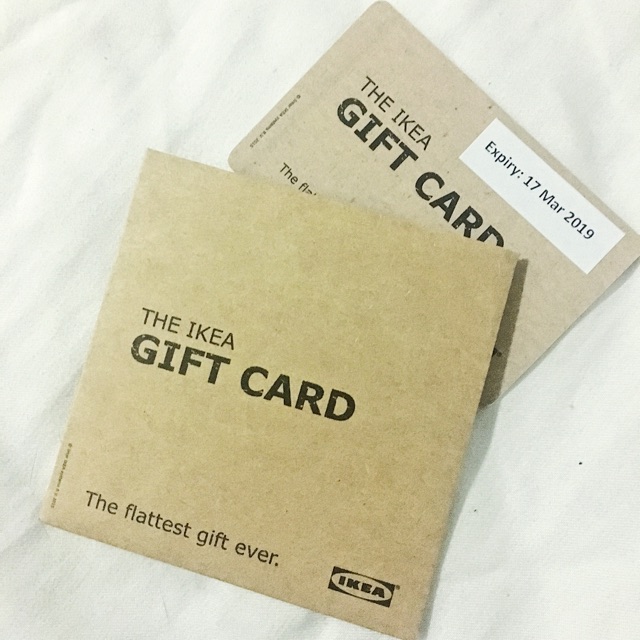 THE IKEA
GIFT CARD
The flat
Expiry: 17 Mar 2019
THE IKEA
GIFT CARD
The flattest gift ever.
IKEA